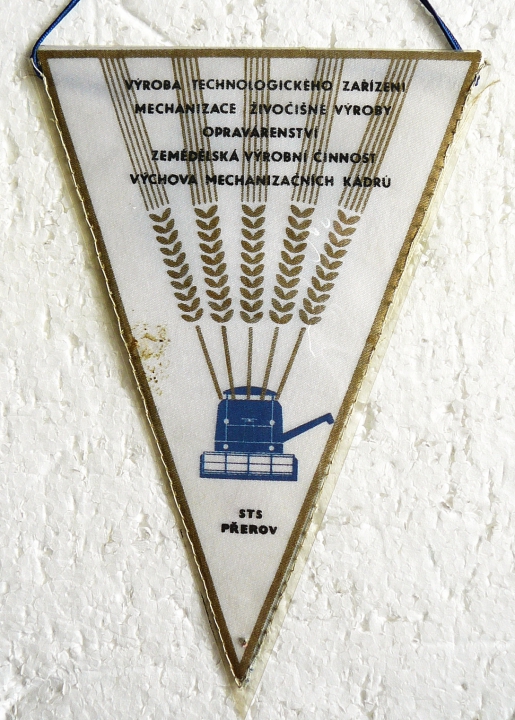 VÝROBA TECHNOLOGICKÉHO ZAŘÍZENÍ
MECHANIZACE ŽIVOČIŠNÉ VÝROBY
OPRAVÁRENSTVÍ
ZEMĚDĚLSKÁ VÝROBNÍ ČINNOST
VÝCHOVA MECHANIZAČNÍCH KÁDRŮ
STS
PŘEROV